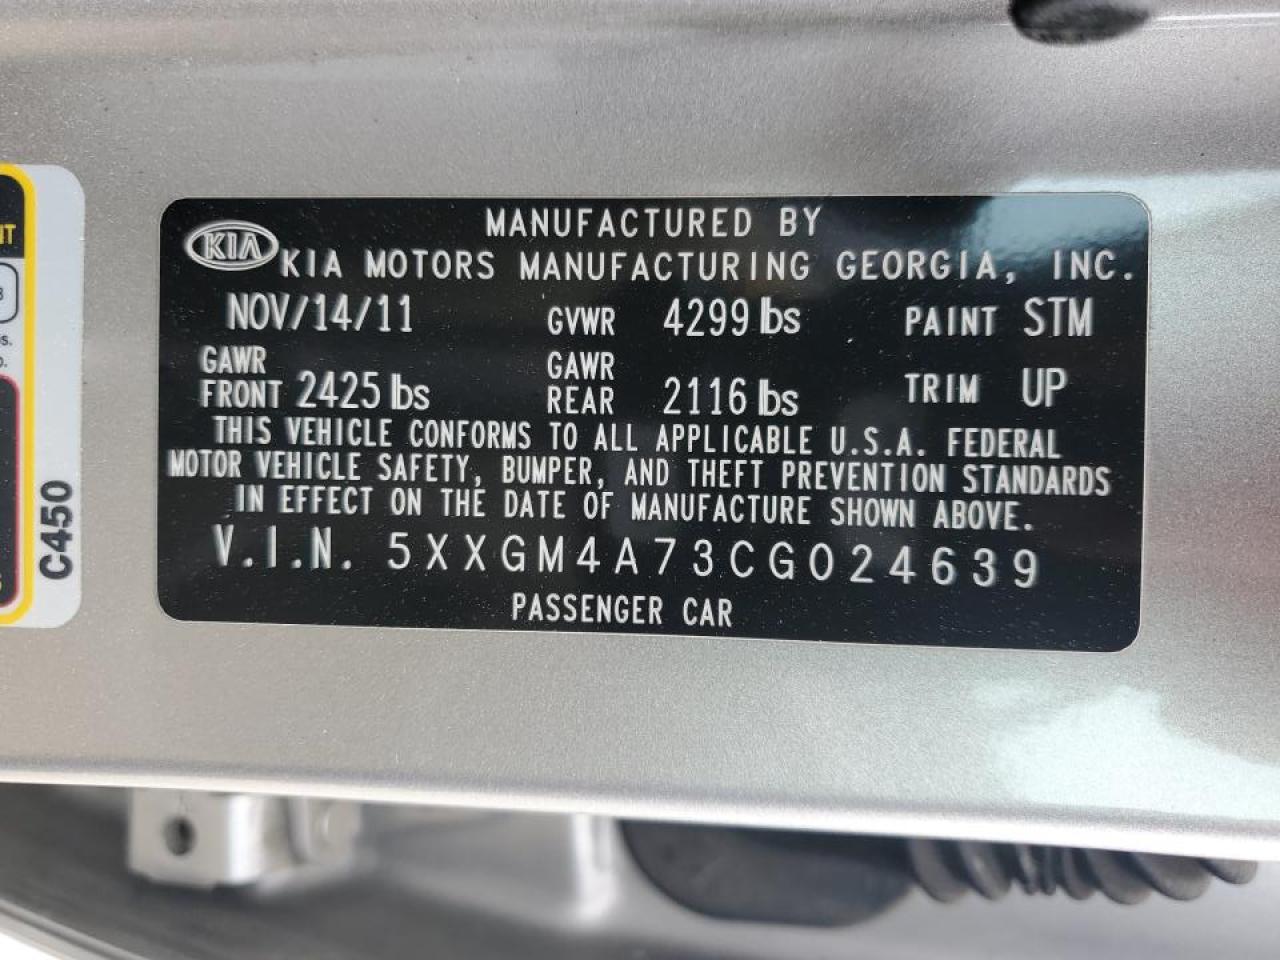 MANUFACTURED BY
KIA KIA MOTORS MANUFACTURING GEORGIA, INC.
NOV/14/11 GVWR 4299 lbs PAINT STM
GAWR FRONT 2425 lbs GAWR REAR 2116 lbs TRIM UP
THIS VEHICLE CONFORMS TO ALL APPLICABLE U.S.A. FEDERAL
MOTOR VEHICLE SAFETY, BUMPER, AND THEFT PREVENTION STANDARDS
IN EFFECT ON THE DATE OF MANUFACTURE SHOWN ABOVE.
V.I.N. 5XXGM4A73CG024639
PASSENGER CAR
C450